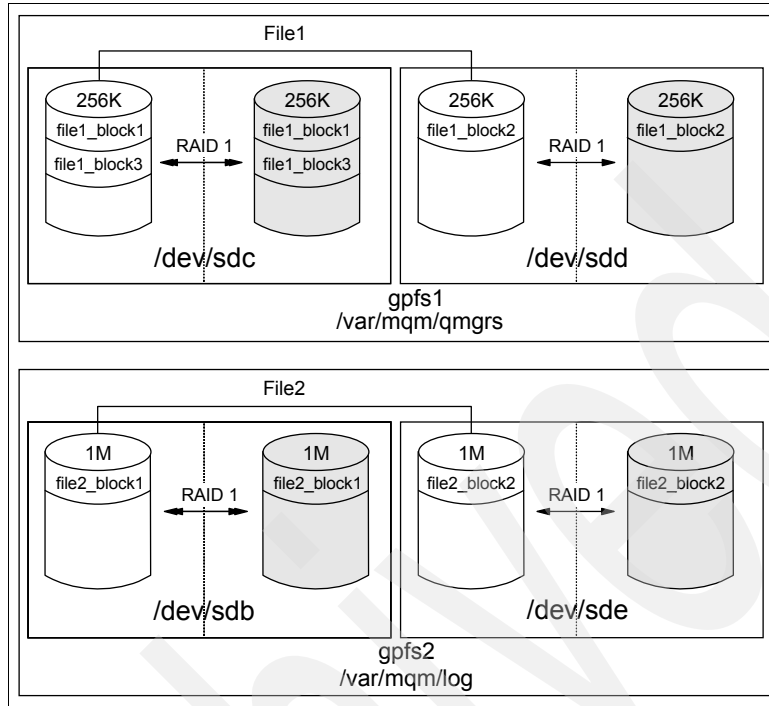 File1
256K 256K 256K 256K
file1_block1 file1_block1 file1_block2 file1_block2
RAID 1 RAID 1
file1_block3 file1_block3
/dev/sdc /dev/sdd
gpfs1
/var/mqm/qmgrs
File2
1M 1M 1M 1M
file2_block1 file2_block1 file2_block2 file2_block2
RAID 1 RAID 1
/dev/sdb /dev/sde
gpfs2
/var/mqm/log